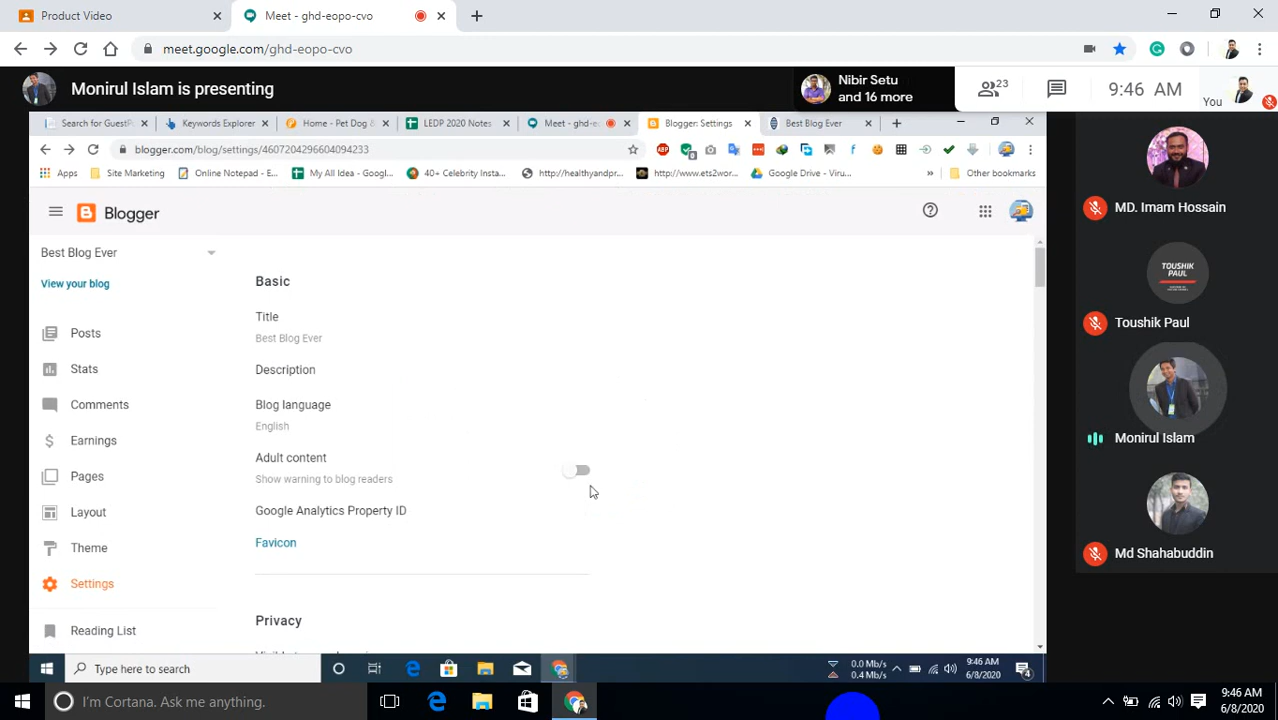 Product Video
Meet - ghd-eopo-cvo
meet.google.com/ghd-eopo-cvo
Monirul Islam is presenting
Nibir Setu
and 16 more
23
9:46 AM
You
Search for GuestP
Keywords Explorer
Home - Pet Dog &
LEDP 2020 Notes
Meet - ghd-e
Blogger: Settings
Best Blog Ever
blogger.com/blog/settings/4607204296604094233
Apps
Site Marketing
Online Notepad - E...
My All Idea - Googl...
40+ Celebrity Insta...
http://healthyandpr...
http://www.ets2wor...
Google Drive - Viru...
»
Other bookmarks
Blogger
Best Blog Ever
View your blog
Posts
Stats
Comments
Earnings
Pages
Layout
Theme
Settings
Reading List
Basic
Title
Best Blog Ever
Description
Blog language
English
Adult content
Show warning to blog readers
Google Analytics Property ID
Favicon
Privacy
MD. Imam Hossain
TOUSHIK
PAUL
Toushik Paul
Monirul Islam
Md Shahabuddin
Type here to search
0.0 Mb/s
0.4 Mb/s
9:46 AM
6/8/2020
4
I'm Cortana. Ask me anything.
9:46 AM
6/8/2020